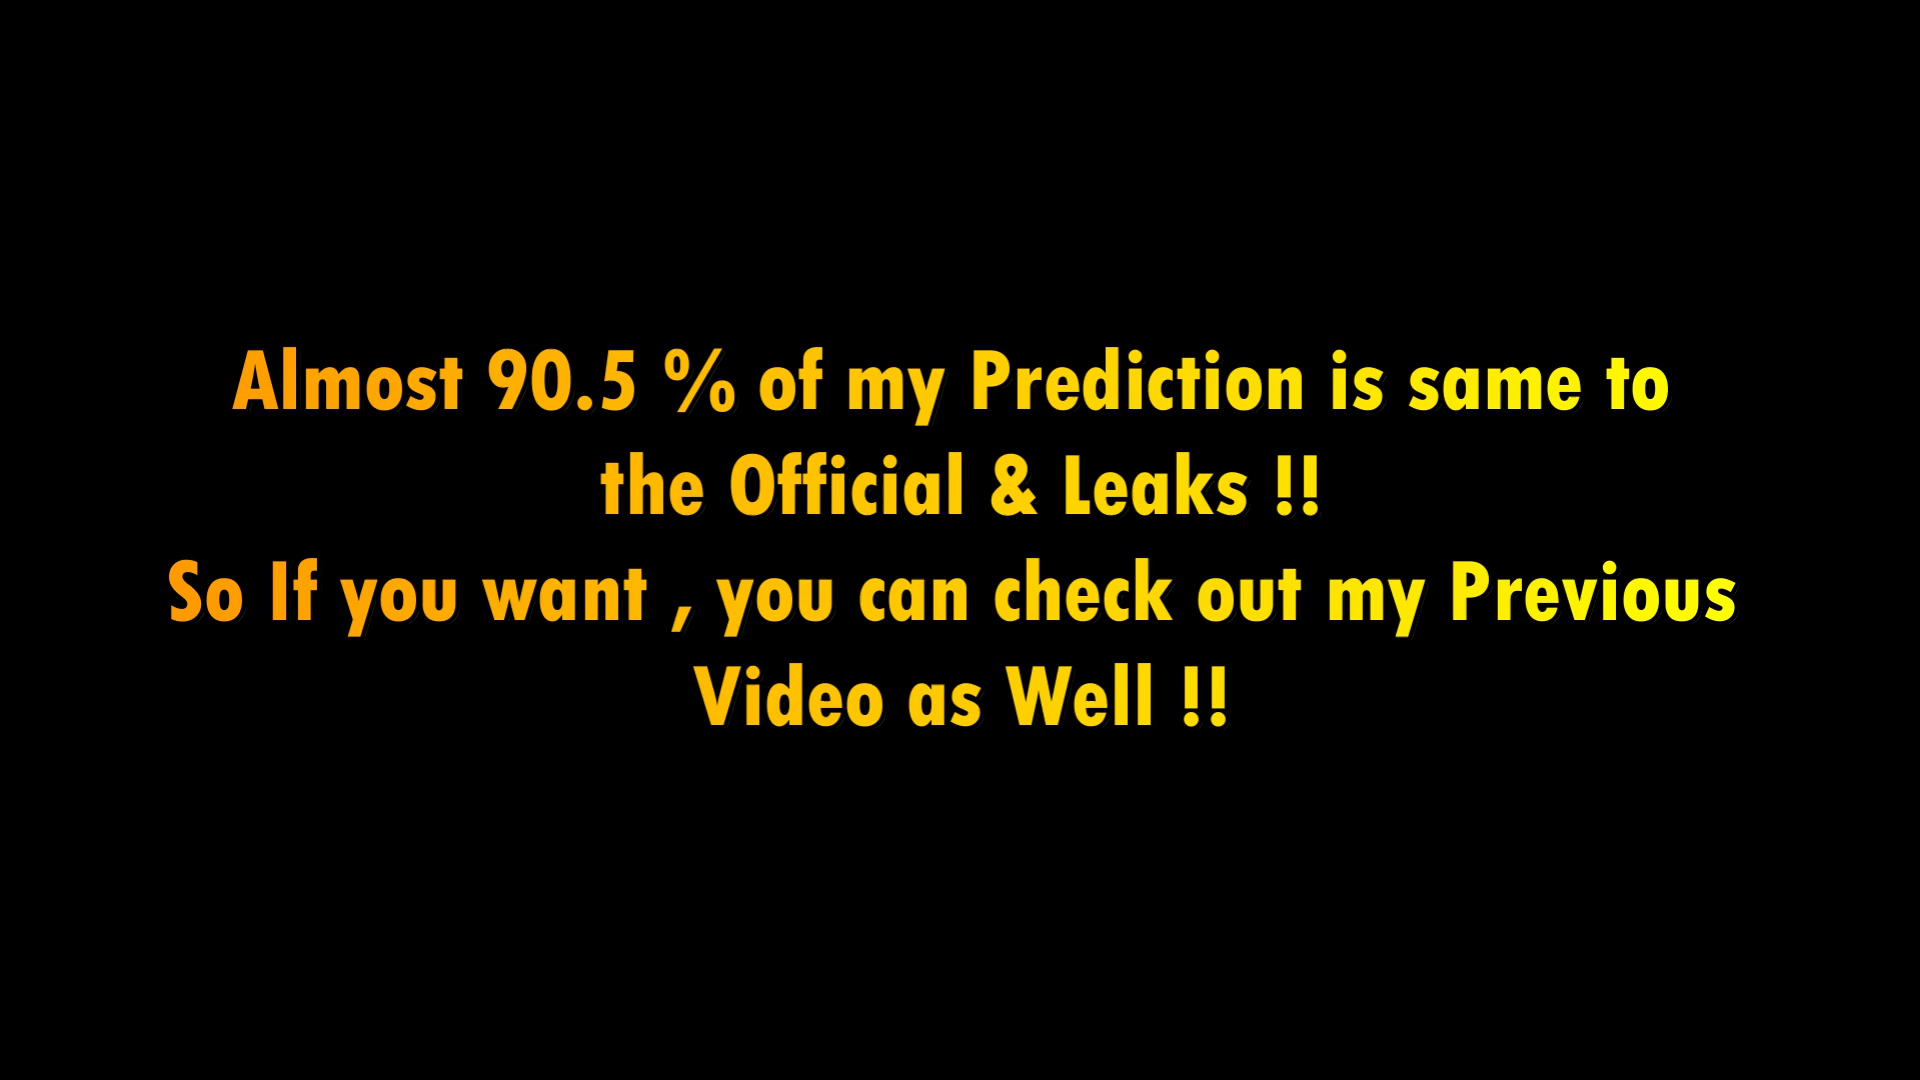 Almost 90.5 % of my Prediction is same to
the Official & Leaks !!
So If you want , you can check out my Previous
Video as Well !!